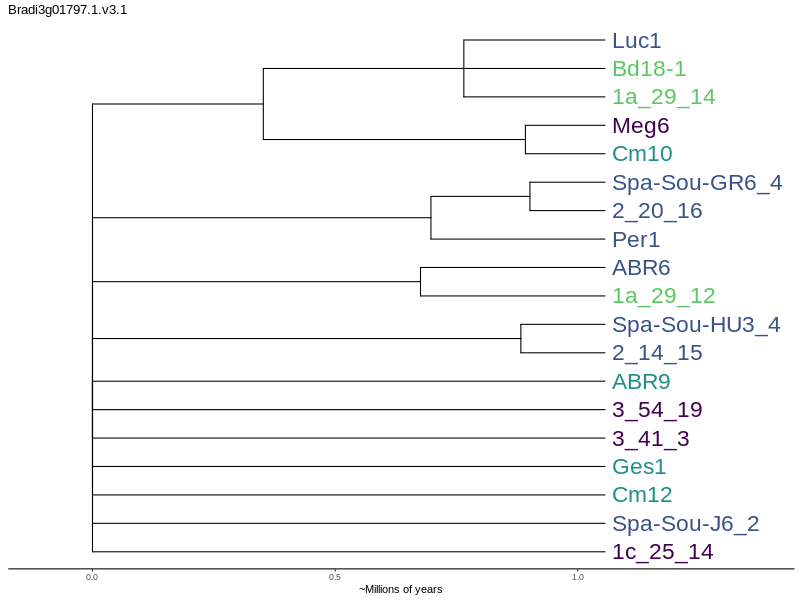 Bradi3g01797.1.v3.1
Luc1
Bd18-1
1a_29_14
Meg6
Cm10
Spa-Sou-GR6_4
2_20_16
Per1
ABR6
1a_29_12
Spa-Sou-HU3_4
2_14_15
ABR9
3_54_19
3_41_3
Ges1
Cm12
Spa-Sou-J6_2
1c_25_14
0.0 0.5 1.0
~Millions of years